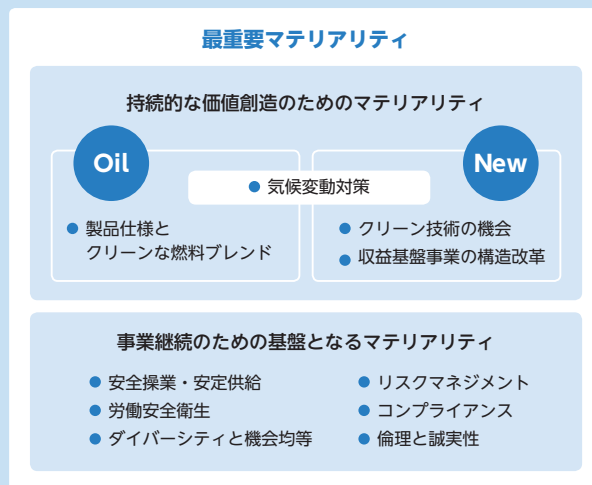 最重要マテリアリティ
持続的な価値創造のためのマテリアリティ
Oil
New
● 気候変動対策
● 製品仕様と
クリーンな燃料ブレンド
● クリーン技術の機会
● 収益基盤事業の構造改革
事業継続のための基盤となるマテリアリティ
● 安全操業・安定供給
● 労働安全衛生
● ダイバーシティと機会均等
● リスクマネジメント
● コンプライアンス
● 倫理と誠実性